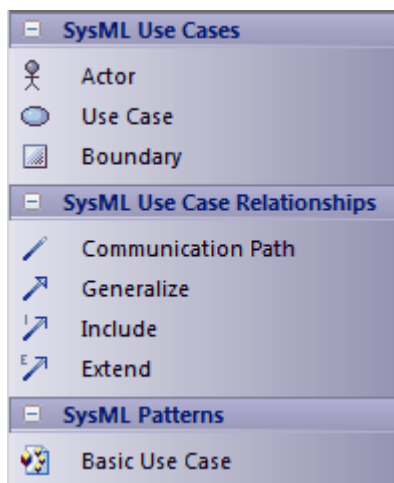 SysML Use Cases
Actor
Use Case
Boundary
SysML Use Case Relationships
Communication Path
Generalize
I Include
E Extend
SysML Patterns
Basic Use Case